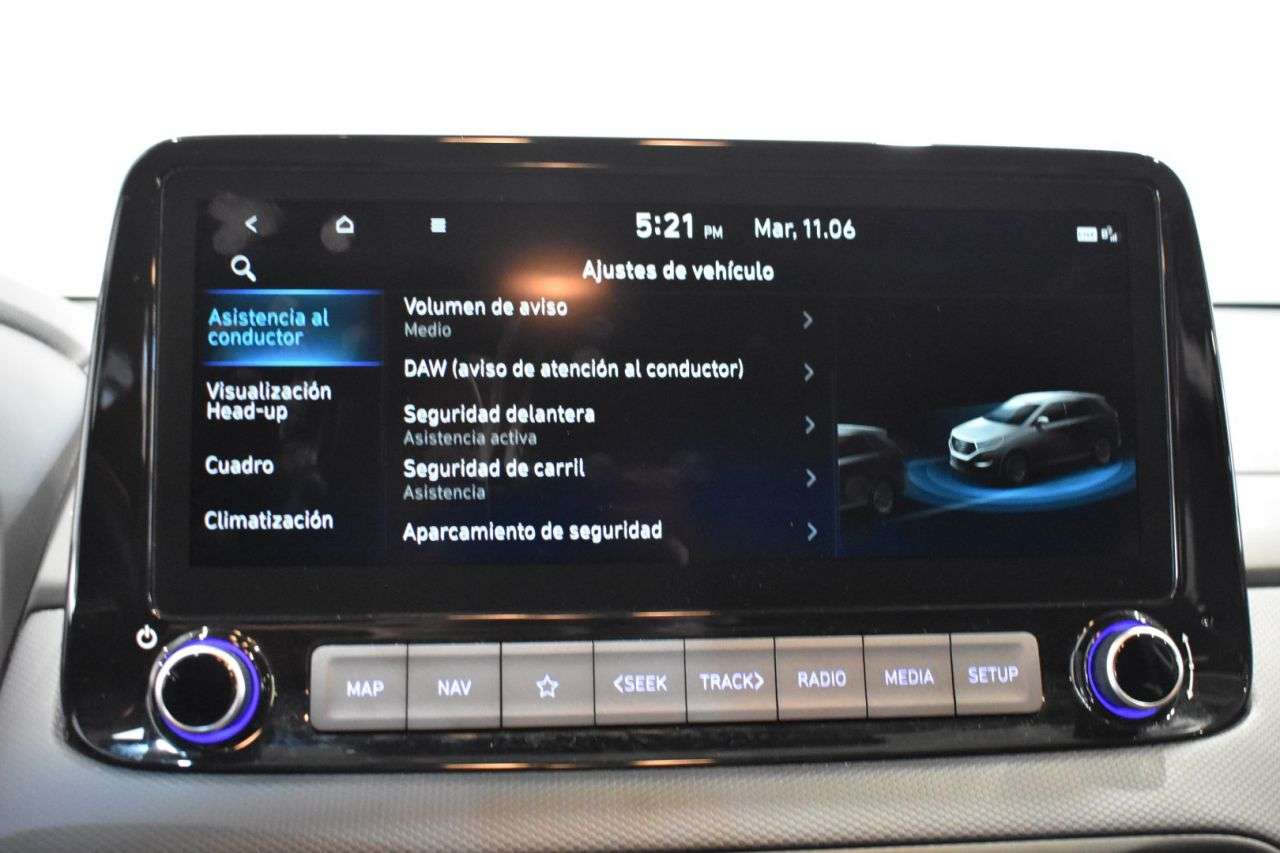 5:21 PM Mar, 11.06
Ajustes de vehículo
Asistencia al
conductor
Visualización
Head-up
Cuadro
Climatización
Volumen de aviso
Medio
DAW (aviso de atención al conductor)
Seguridad delantera
Asistencia activa
Seguridad de carril
Asistencia
Aparcamiento de seguridad
MAP NAV <SEEK TRACK> RADIO MEDIA SETUP